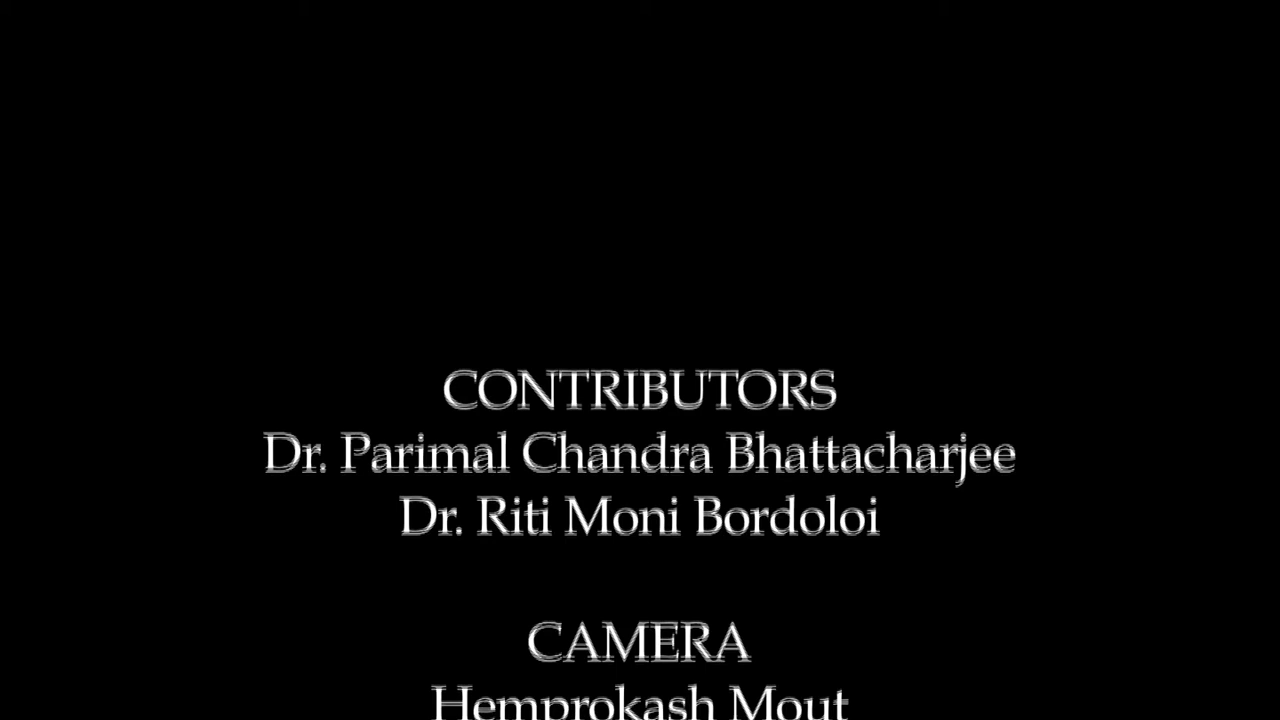 CONTRIBUTORS
Dr. Parimal Chandra Bhattacharjee
Dr. Riti Moni Bordoloi
CAMERA
Hemprokash Mout